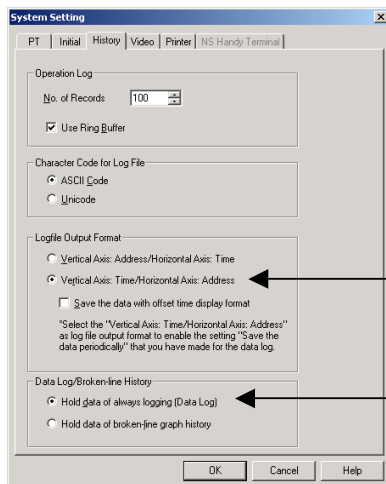 System Setting
PT Initial History Video Printer NS Handy Terminal
Operation Log
No. of Records 100
Use Ring Buffer
Character Code for Log File
ASCII Code
Unicode
Logfile Output Format
Vertical Axis: Address/Horizontal Axis: Time
Vertical Axis: Time/Horizontal Axis: Address
Save the data with offset time display format
*Select the "Vertical Axis: Time/Horizontal Axis: Address"
as log file output format to enable the setting "Save the
data periodically" that you have made for the data log.
Data Log/Broken-line History
Hold data of always logging (Data Log)
Hold data of broken-line graph history
OK Cancel Help